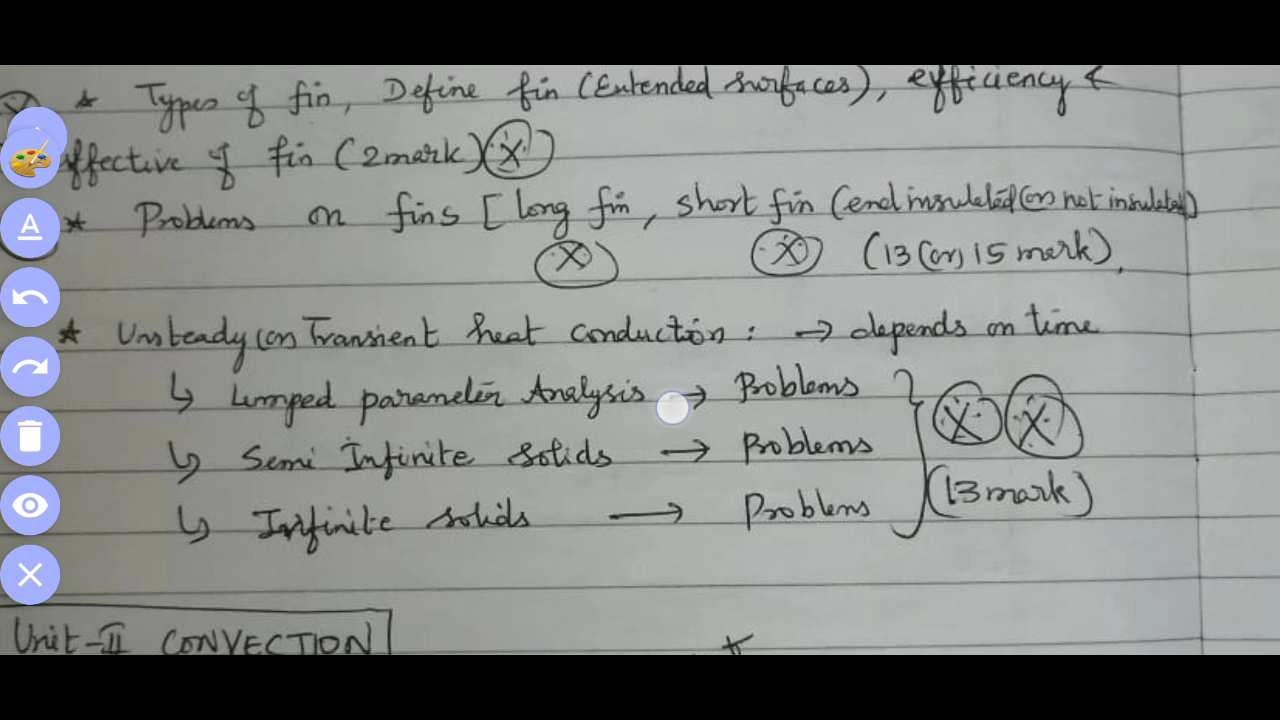 * Types of fin, Define fin (Extended surfaces), efficiency &
effective of fin (2 mark) X
* Problems on fins [long fin, short fin (end insulated (or) not insulated)
X X (13 (or) 15 mark),
* Unsteady (or) Transient heat conduction : → depends on time
↳ Lumped parameter Analysis → Problems
↳ Semi Infinite solids → Problems X X
↳ Infinite solids → Problems (13 mark)
Unit-II CONVECTION
A